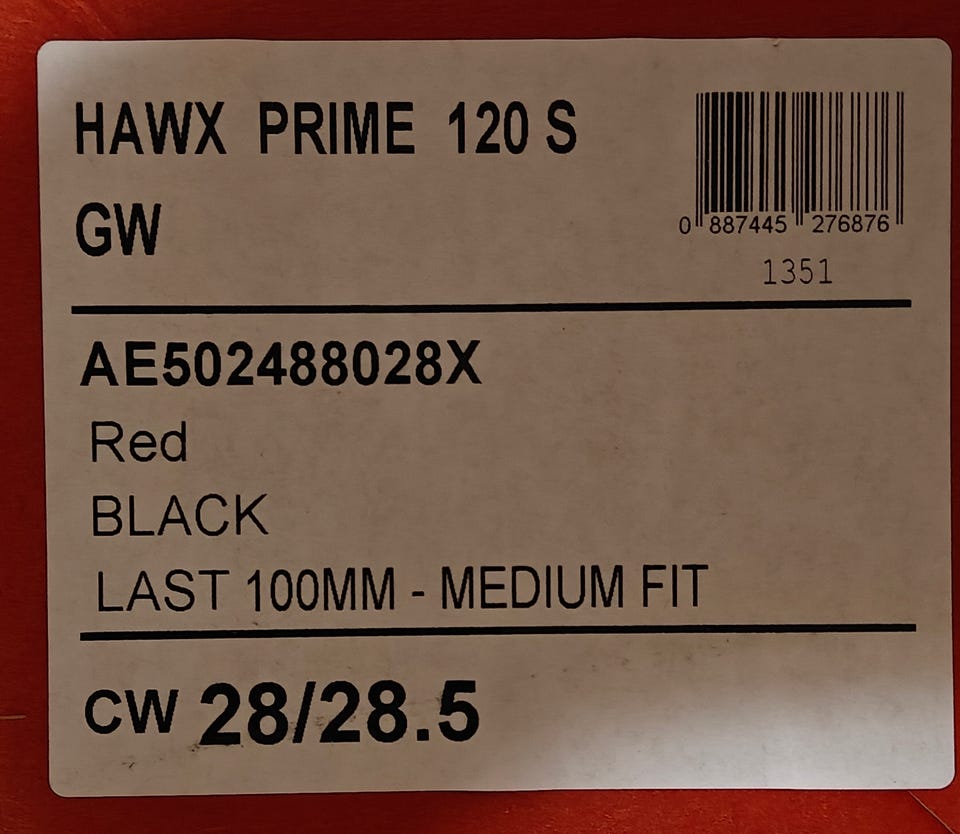 HAWX PRIME 120 S
GW
0 887445 276876
1351
AE502488028X
Red
BLACK
LAST 100MM - MEDIUM FIT
CW 28/28.5